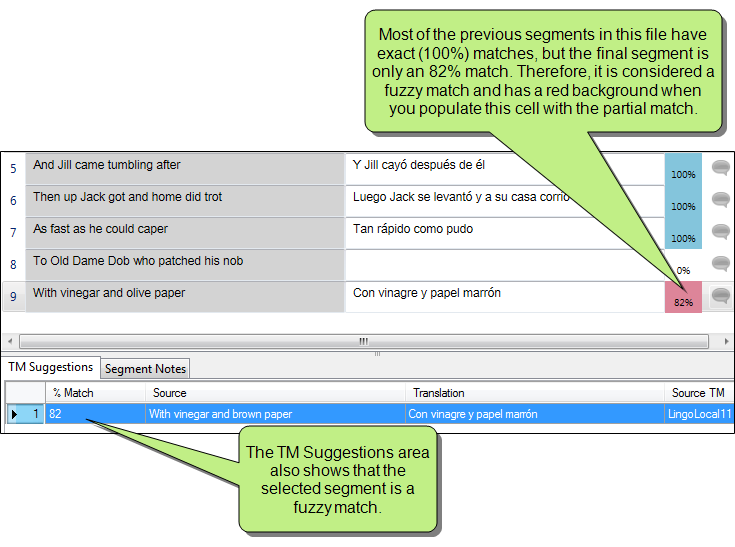 Most of the previous segments in this file have
exact (100%) matches, but the final segment is
only an 82% match. Therefore, it is considered a
fuzzy match and has a red background when
you populate this cell with the partial match.
5 And Jill came tumbling after Y Jill cayó después de él 100%
6 Then up Jack got and home did trot Luego Jack se levantó y a su casa corrió 100%
7 As fast as he could caper Tan rápido como pudo 100%
8 To Old Dame Dob who patched his nob 0%
9 With vinegar and olive paper Con vinagre y papel marrón 82%
TM Suggestions Segment Notes
% Match Source Translation Source TM
1 82 With vinegar and brown paper Con vinagre y papel marrón LingoLocal11
The TM Suggestions area
also shows that the
selected segment is a
fuzzy match.